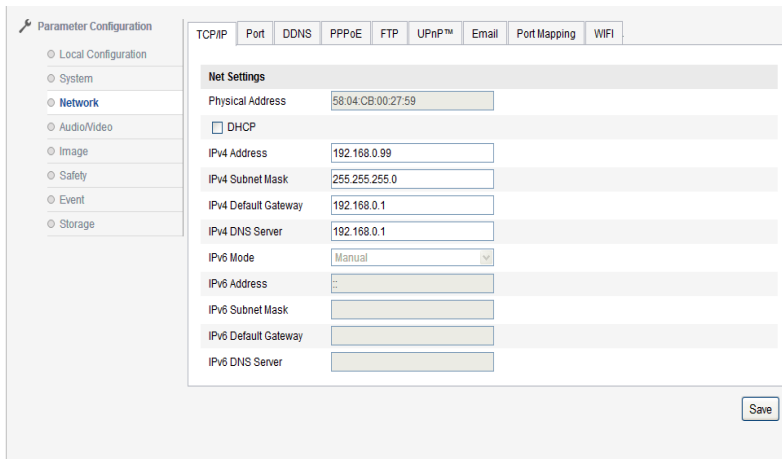 Parameter Configuration
Local Configuration
System
Network
Audio/Video
Image
Safety
Event
Storage
TCP/IP Port DDNS PPPoE FTP UPnP™ Email Port Mapping WIFI
Net Settings
Physical Address 58:04:CB:00:27:59
DHCP
IPv4 Address 192.168.0.99
IPv4 Subnet Mask 255.255.255.0
IPv4 Default Gateway 192.168.0.1
IPv4 DNS Server 192.168.0.1
IPv6 Mode Manual
IPv6 Address ::
IPv6 Subnet Mask
IPv6 Default Gateway
IPv6 DNS Server
Save